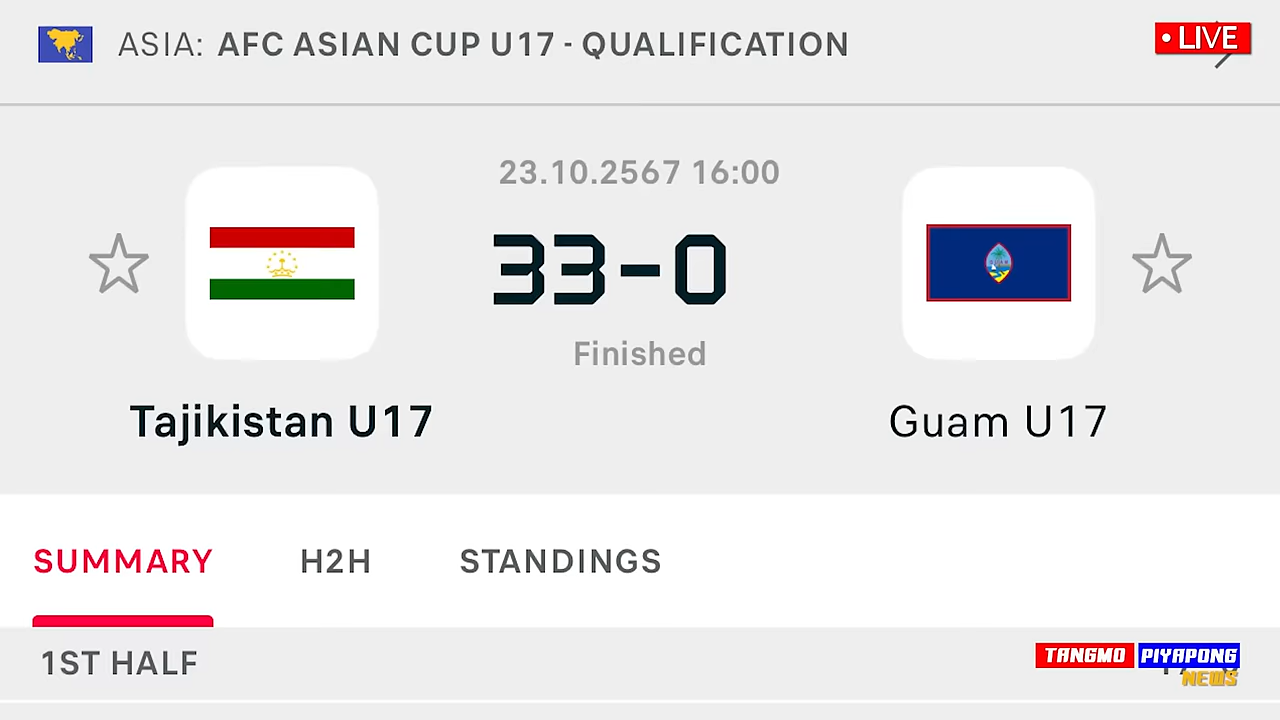 ASIA: AFC ASIAN CUP U17 - QUALIFICATION
• LIVE
23.10.2567 16:00
33-0
Finished
Tajikistan U17
Guam U17
SUMMARY
H2H
STANDINGS
1ST HALF
TANGMO PIYAPONG
NEWS